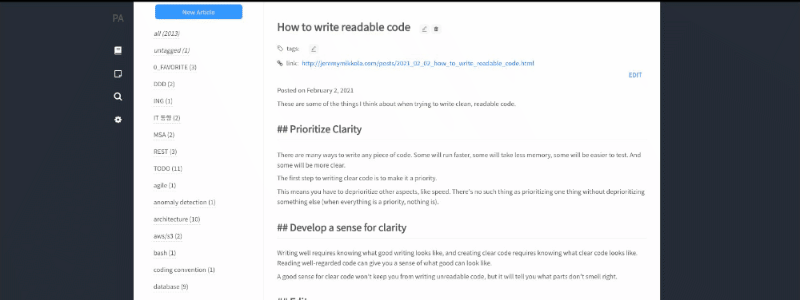 PA
New Article
all (2023)
untagged (1)
0_FAVORITE (3)
DDD (2)
ING (1)
IT 동향 (2)
MSA (2)
REST (3)
TODO (11)
agile (1)
anomaly detection (1)
architecture (10)
aws/s3 (2)
bash (1)
coding convention (1)
database (9)
How to write readable code
tags:
link: http://jeremymikkola.com/posts/2021_02_02_how_to_write_readable_code.html
EDIT
Posted on February 2, 2021
These are some of the things I think about when trying to write clean, readable code.
## Prioritize Clarity
There are many ways to write any piece of code. Some will run faster, some will take less memory, some will be easier to test. And
some will be more clear.
The first step to writing clear code is to make it a priority.
This means you have to deprioritize other aspects, like speed. There's no such thing as prioritizing one thing without deprioritizing
something else (when everything is a priority, nothing is).
## Develop a sense for clarity
Writing well requires knowing what good writing looks like, and creating clear code requires knowing what clear code looks like.
Reading well-regarded code can give you a sense of what good can look like.
A good sense for clear code won't keep you from writing unreadable code, but it will tell you what parts don't smell right.